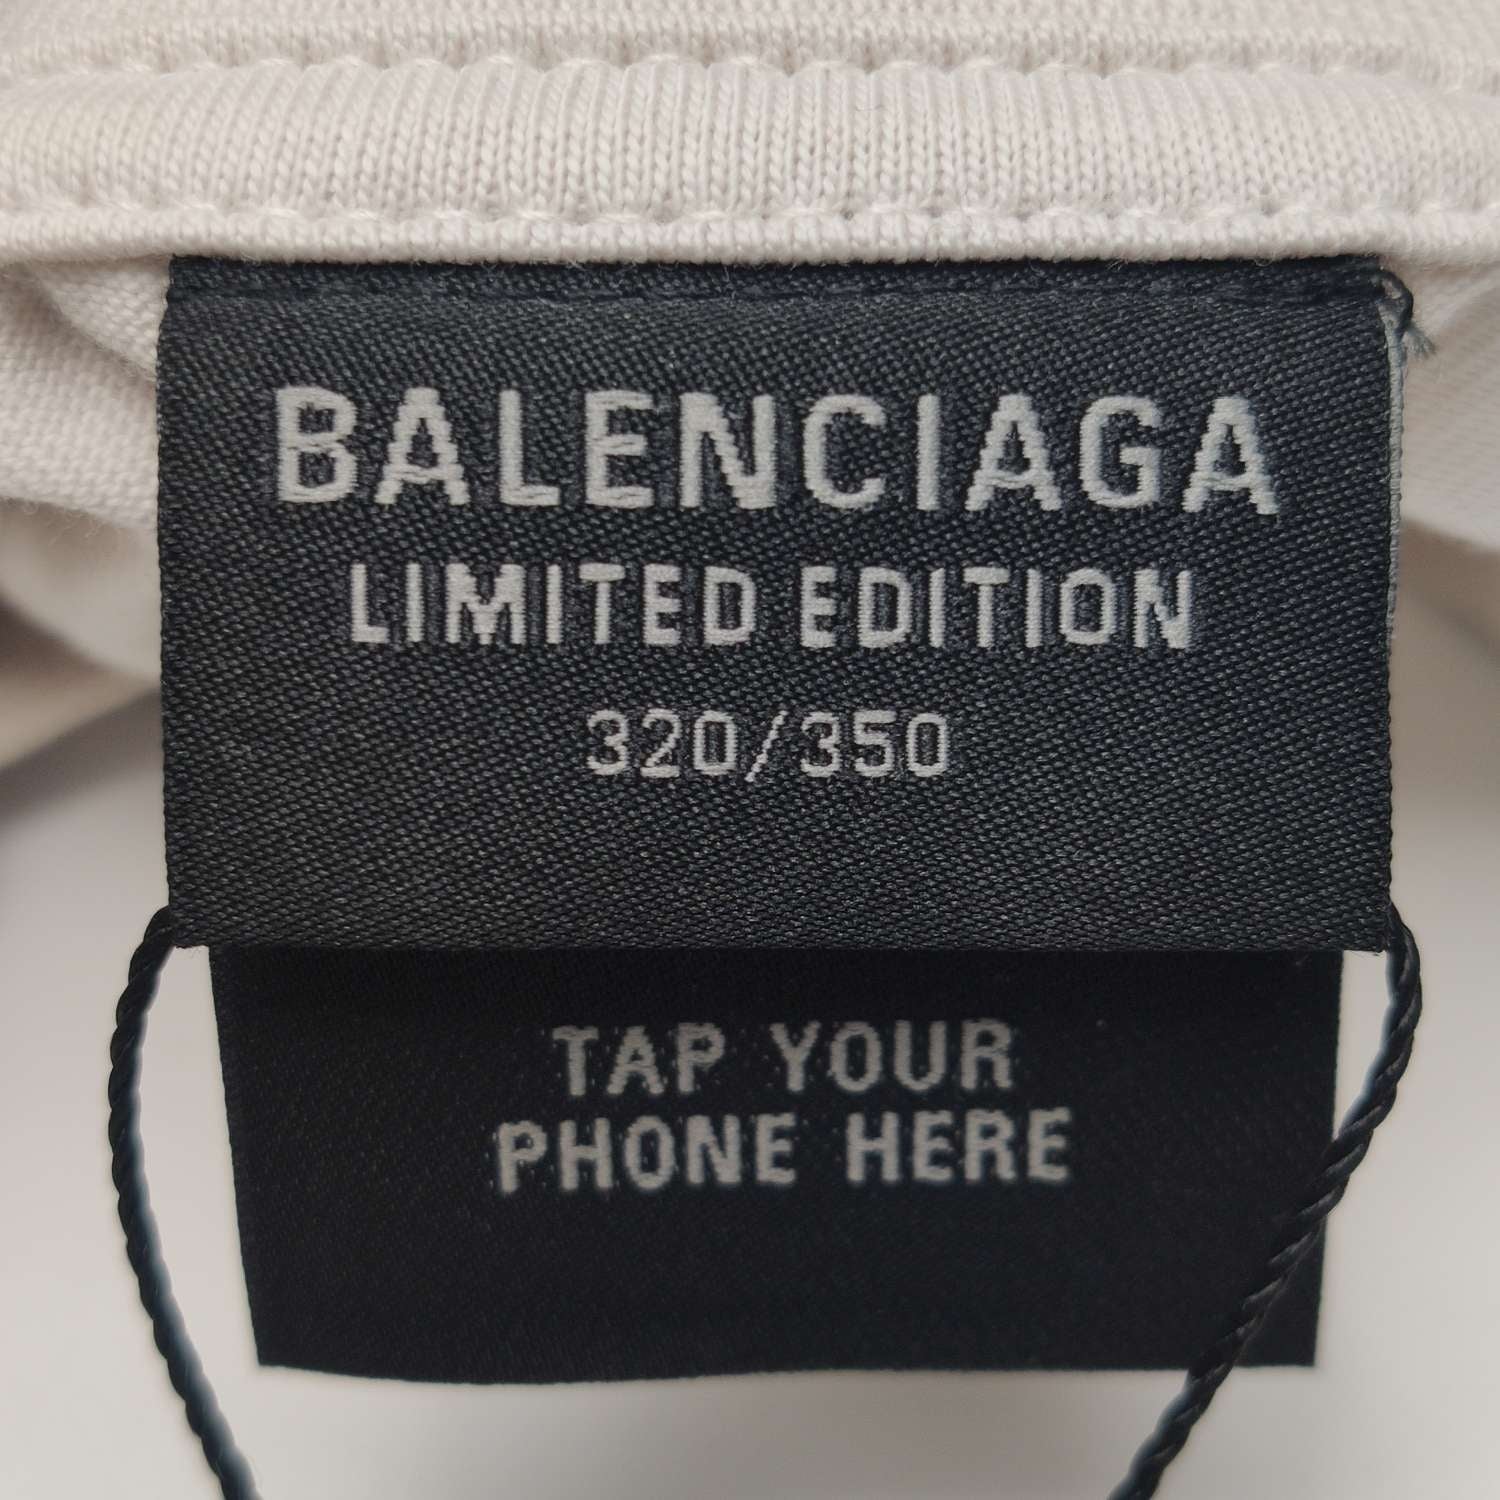 BALENCIAGA
LIMITED EDITION
320/350
TAP YOUR
PHONE HERE